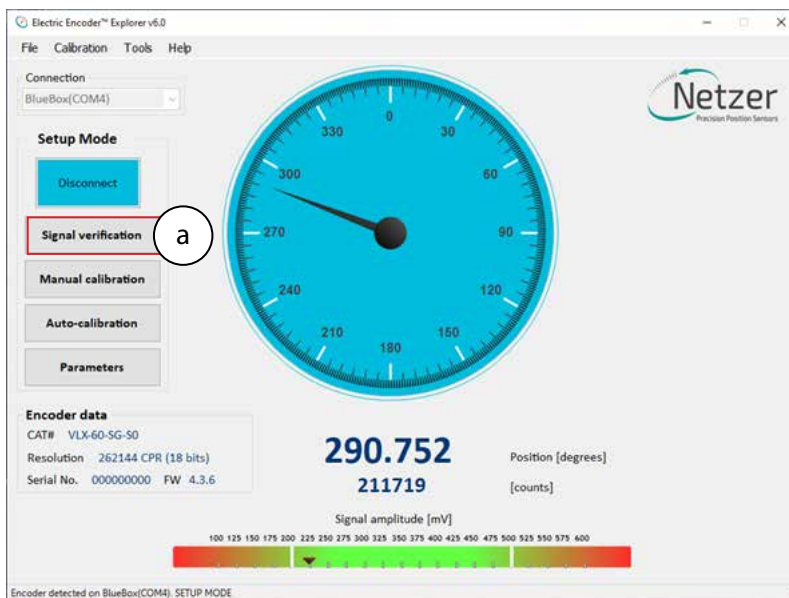 Electric Encoder™ Explorer v6.0
File Calibration Tools Help
Connection
BlueBox(COM4)
Netzer
Precision Position Sensors
Setup Mode
Disconnect
Signal verification
a
Manual calibration
Auto-calibration
Parameters
0
30
60
90
120
150
180
210
240
270
300
330
Encoder data
CAT# VLX-60-SG-S0
Resolution 262144 CPR (18 bits)
Serial No. 000000000 FW 4.3.6
290.752 Position [degrees]
211719 [counts]
Signal amplitude [mV]
100 125 150 175 200 225 250 275 300 325 350 375 400 425 450 475 500 525 550 575 600
Encoder detected on BlueBox(COM4). SETUP MODE